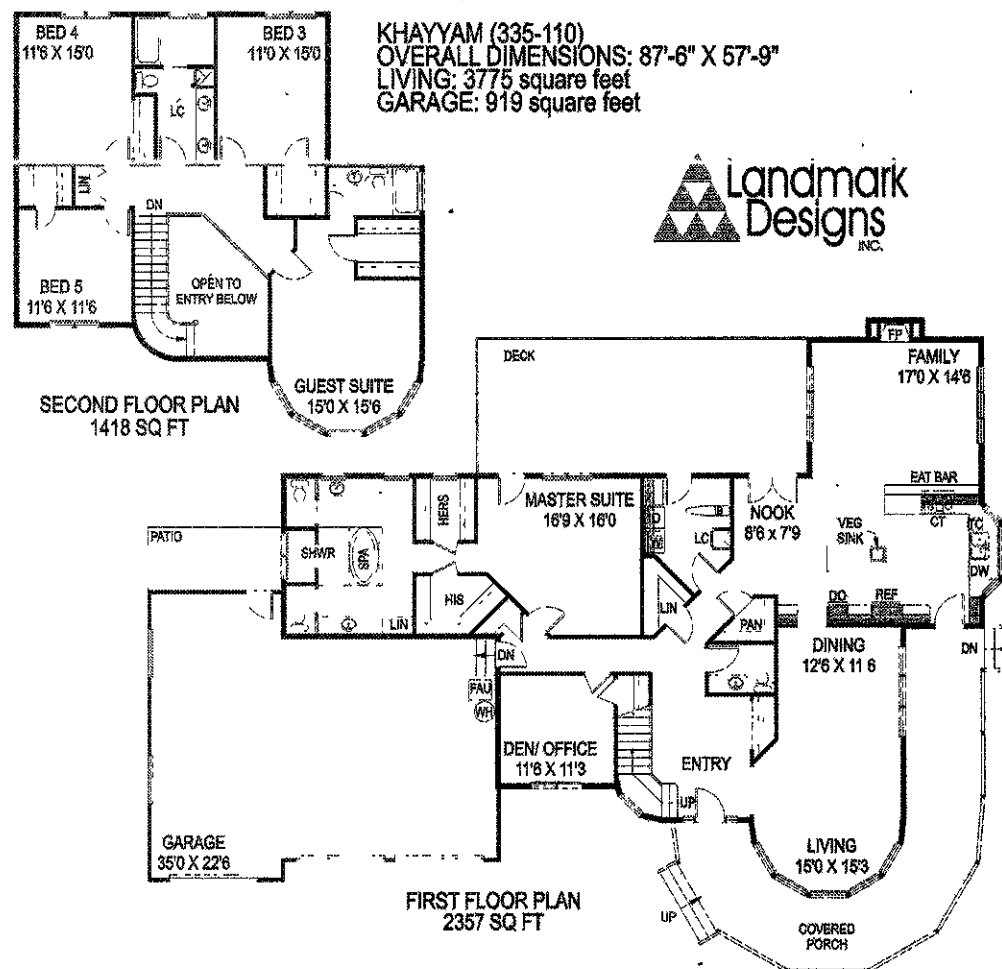 KHAYYAM (335-110)
OVERALL DIMENSIONS: 87'-6" X 57'-9"
LIVING: 3775 square feet
GARAGE: 919 square feet
Landmark
Designs
INC.
BED 4
11'6 X 15'0
BED 3
11'0 X 15'0
LC
LIN
DN
BED 5
11'6 X 11'6
OPEN TO
ENTRY BELOW
GUEST SUITE
15'0 X 15'6
SECOND FLOOR PLAN
1418 SQ FT
DECK
FP
FAMILY
17'0 X 14'6
EAT BAR
CT
TC
DW
VEG
SINK
NOOK
8'6 x 7'9
DO
REF
MASTER SUITE
16'9 X 16'0
HERS
HIS
SPA
SHWR
LIN
PATIO
D
W
IB
LC
LIN
PAN
DINING
12'6 X 11 6
DN
DN
FAU
WH
DEN/ OFFICE
11'6 X 11'3
ENTRY
UP
LIVING
15'0 X 15'3
GARAGE
35'0 X 22'6
UP
COVERED
PORCH
FIRST FLOOR PLAN
2357 SQ FT